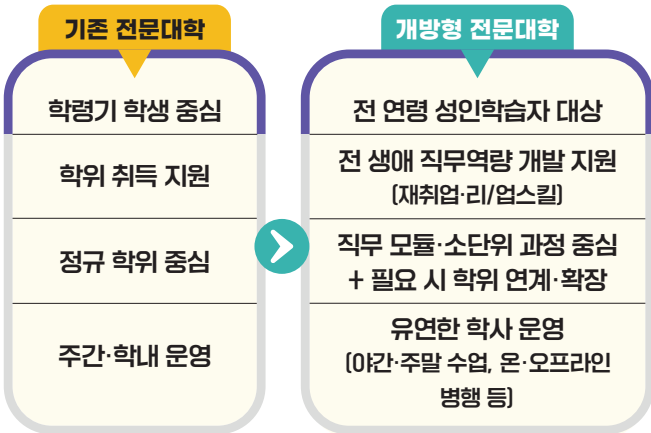 기존 전문대학
학령기 학생 중심
학위 취득 지원
정규 학위 중심
주간·학내 운영
개방형 전문대학
전 연령 성인학습자 대상
전 생애 직무역량 개발 지원
(재취업·리/업스킬)
직무 모듈·소단위 과정 중심
+ 필요 시 학위 연계·확장
유연한 학사 운영
(야간·주말 수업, 온·오프라인
병행 등)